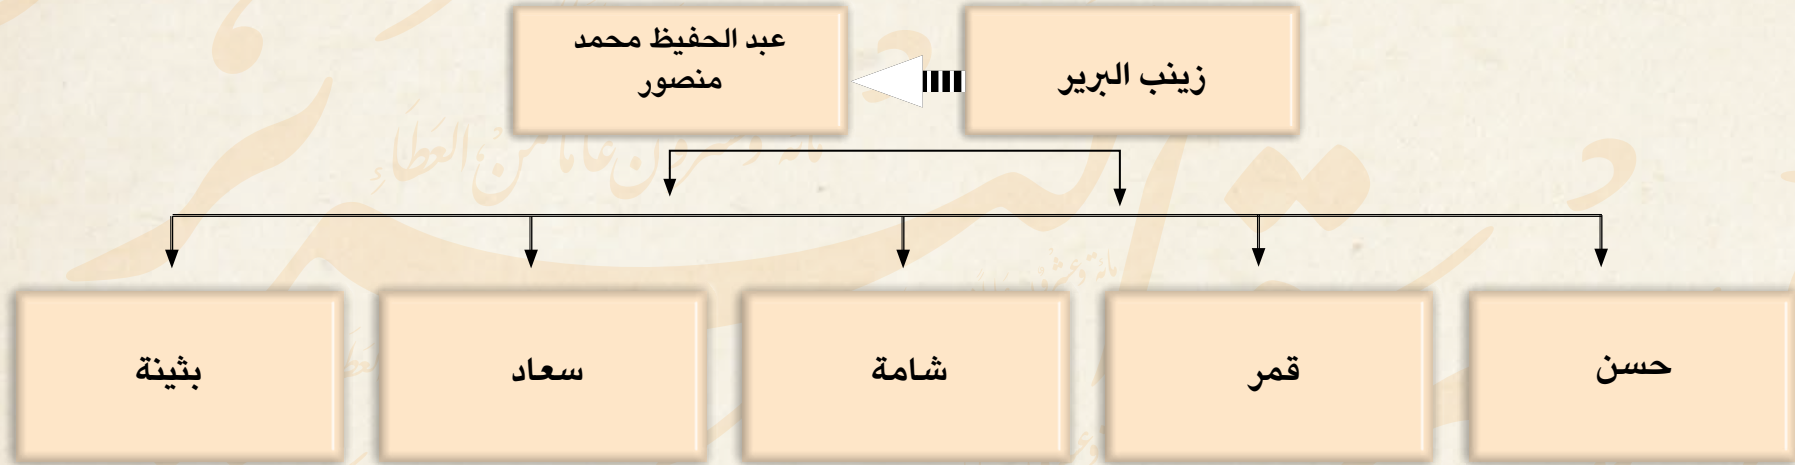 زينب البرير
عبد الحفيظ محمد
منصور
حسن
قمر
شامة
سعاد
بثينة